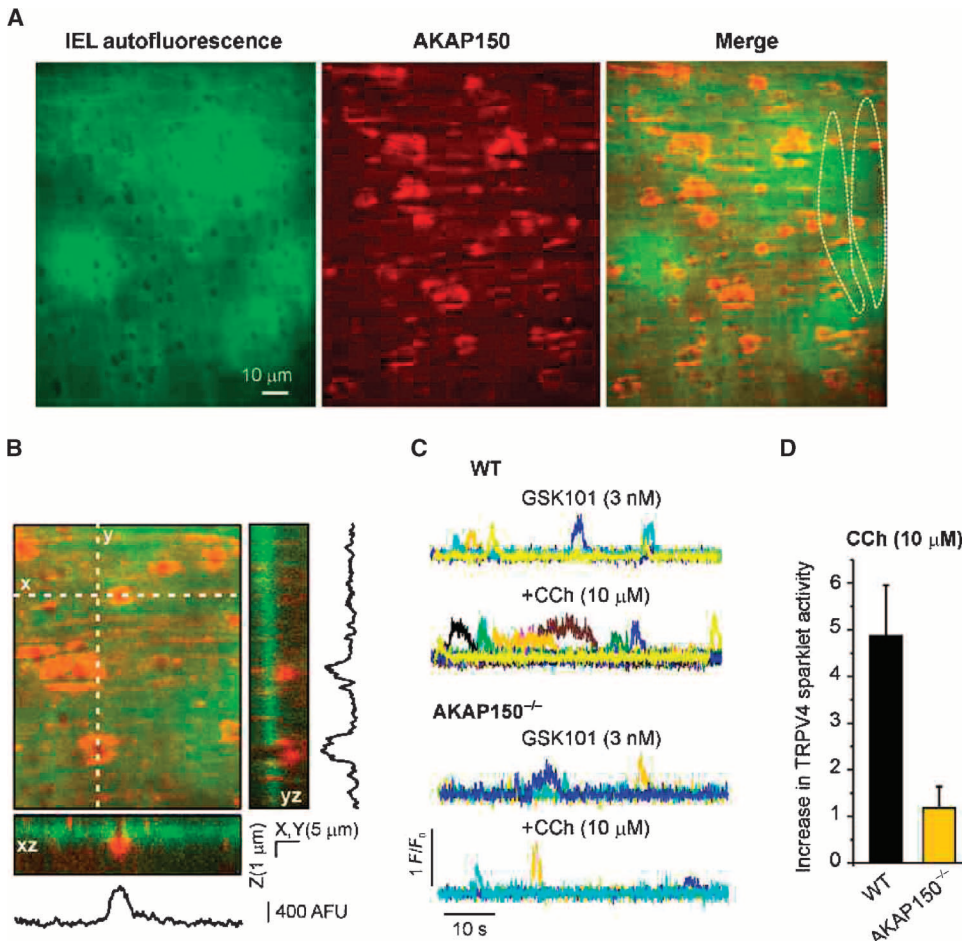 A
IEL autofluorescence
AKAP150
Merge
10 μm
B
y
x
yz
xz
Z(1 μm)
X,Y(5 μm)
400 AFU
C
WT
GSK101 (3 nM)
+CCh (10 μM)
AKAP150⁻/⁻
GSK101 (3 nM)
+CCh (10 μM)
1 F/F₀
10 s
D
CCh (10 μM)
Increase in TRPV4 sparklet activity
6
5
4
3
2
1
0
WT
AKAP150⁻/⁻